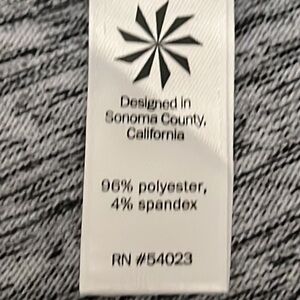 Designed in
Sonoma County,
California
96% polyester,
4% spandex
RN #54023